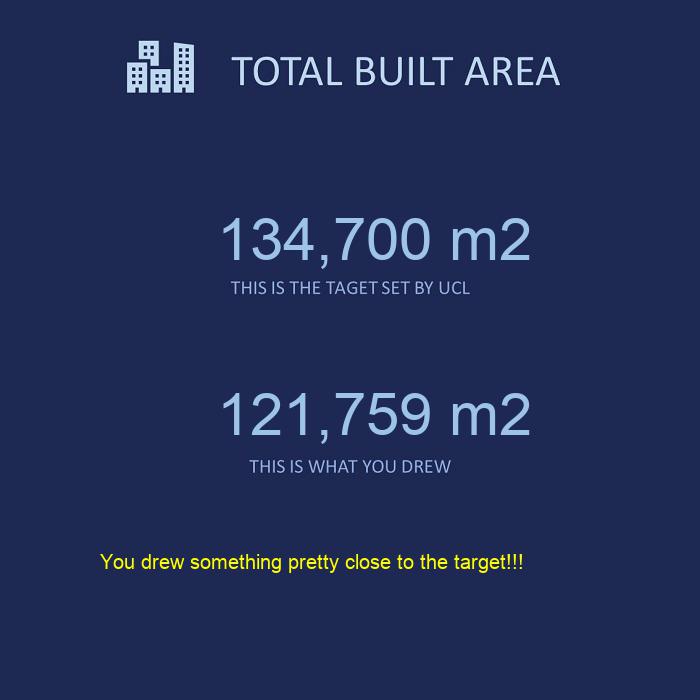 TOTAL BUILT AREA
134,700 m2
THIS IS THE TAGET SET BY UCL
121,759 m2
THIS IS WHAT YOU DREW
You drew something pretty close to the target!!!